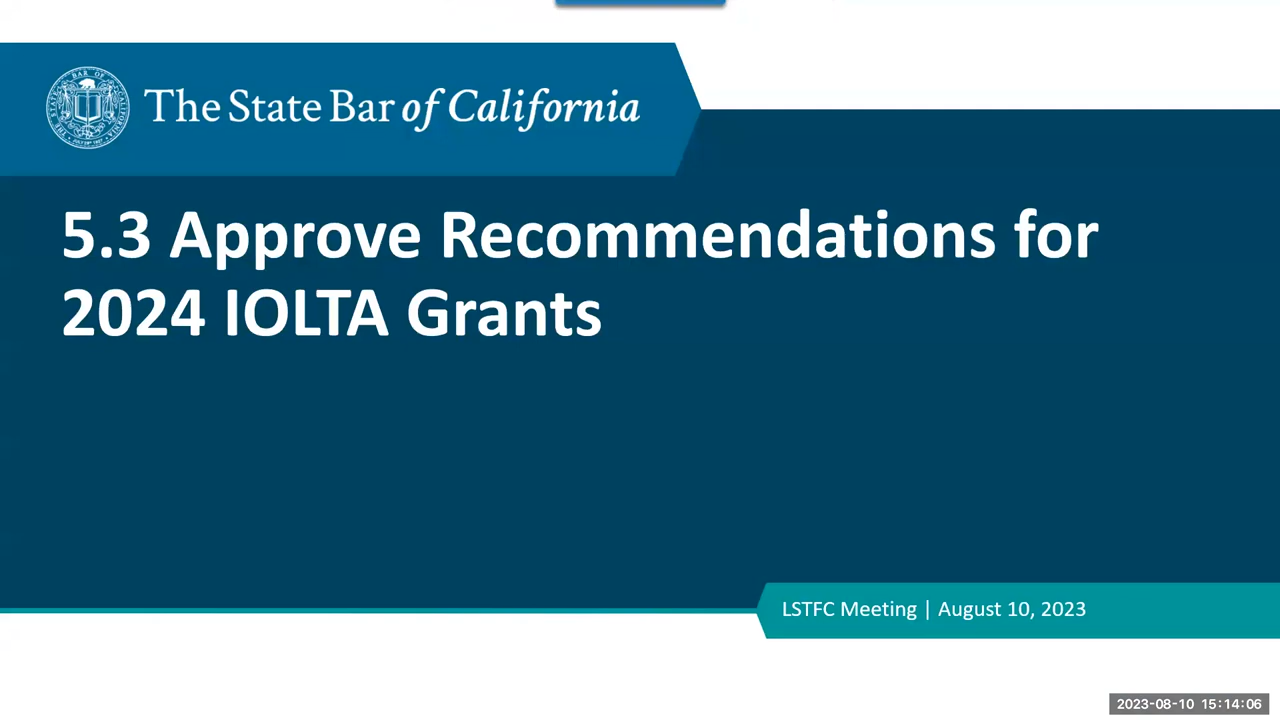 The State Bar of California
5.3 Approve Recommendations for
2024 IOLTA Grants
LSTFC Meeting | August 10, 2023
2023-08-10 15:14:06